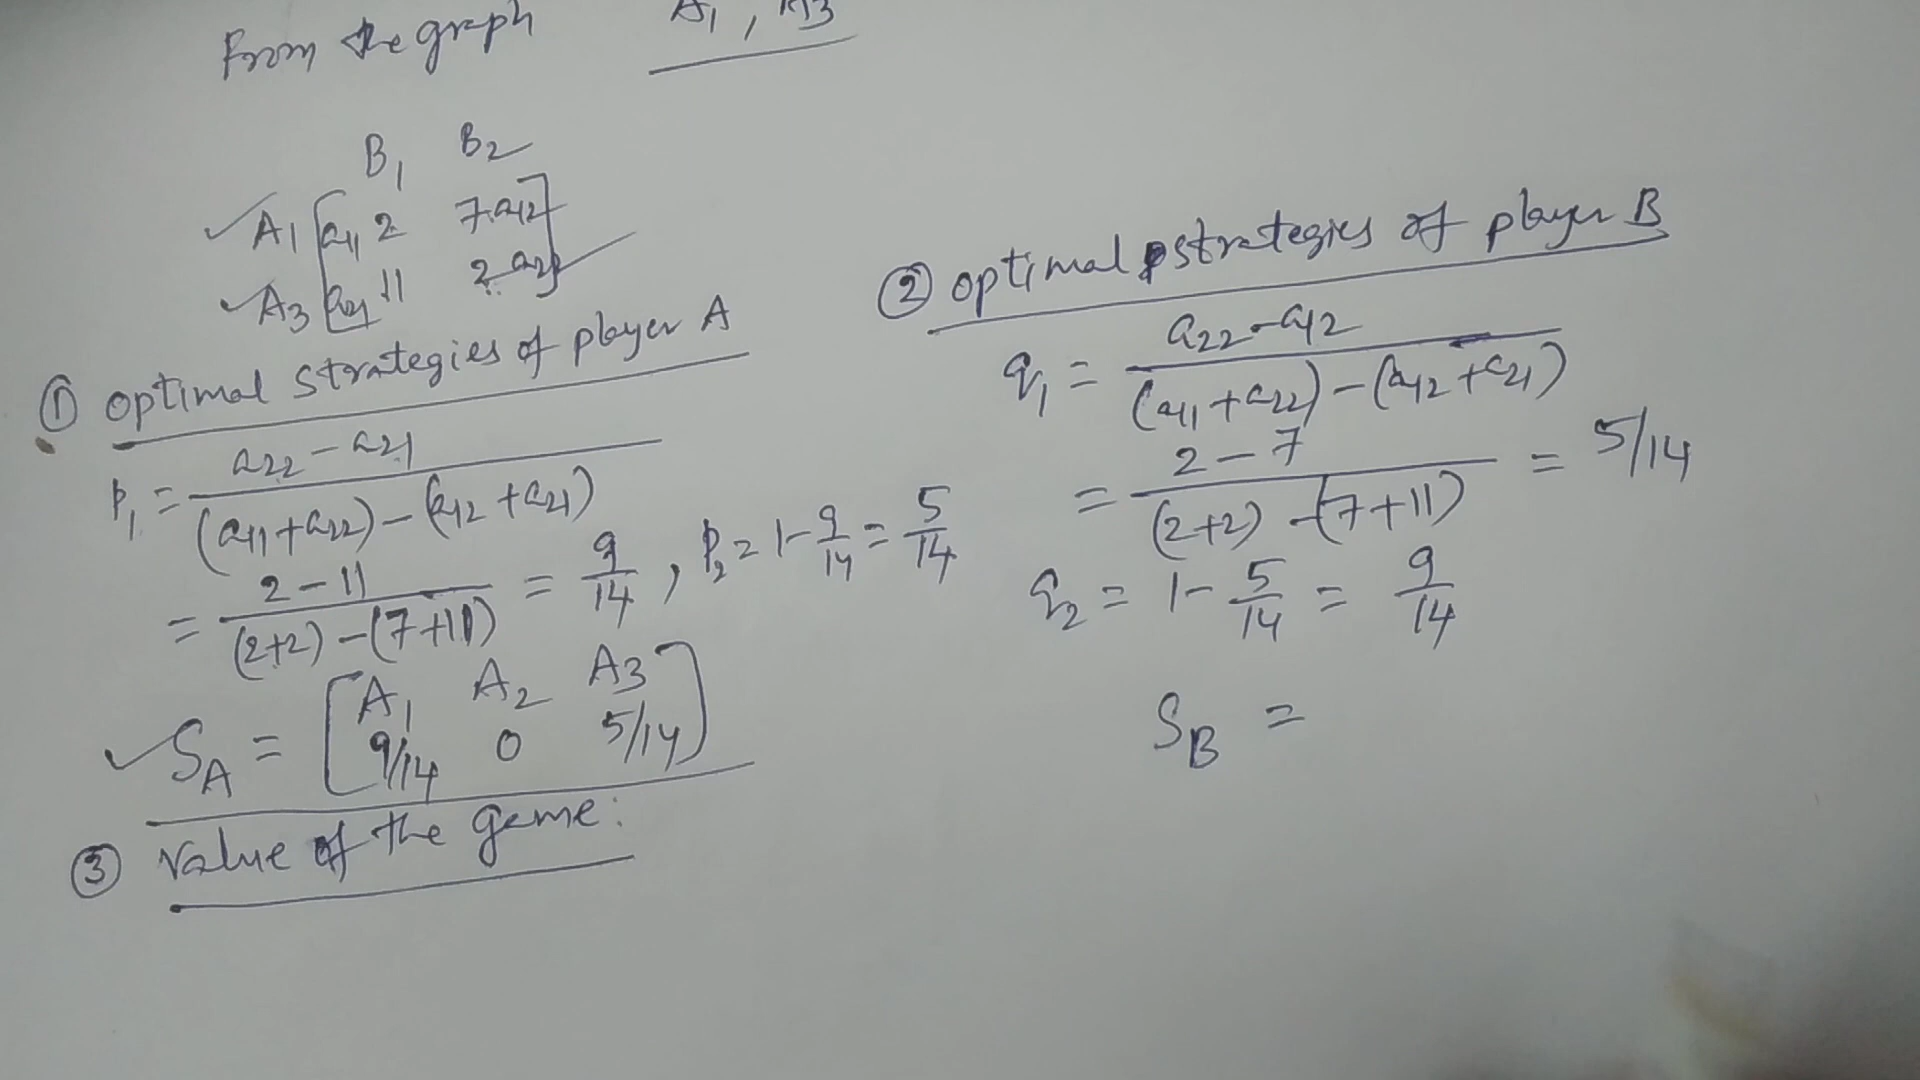 From the graph A1, A3
B1 B2
A1 [a11 2 7 a12]
A3 [a21 11 2 a22]
① optimal strategies of player A
P1 = a22 - a21 / (a11 + a22) - (a12 + a21)
= 2 - 11 / (2+2) - (7+11) = 9/14 , P2 = 1 - 9/14 = 5/14
SA = [A1 A2 A3
9/14 0 5/14]
③ Value of the game:
② optimal strategies of player B
q1 = a22 - a12 / (a11 + a22) - (a12 + a21)
= 2 - 7 / (2+2) - (7+11) = 5/14
q2 = 1 - 5/14 = 9/14
SB =